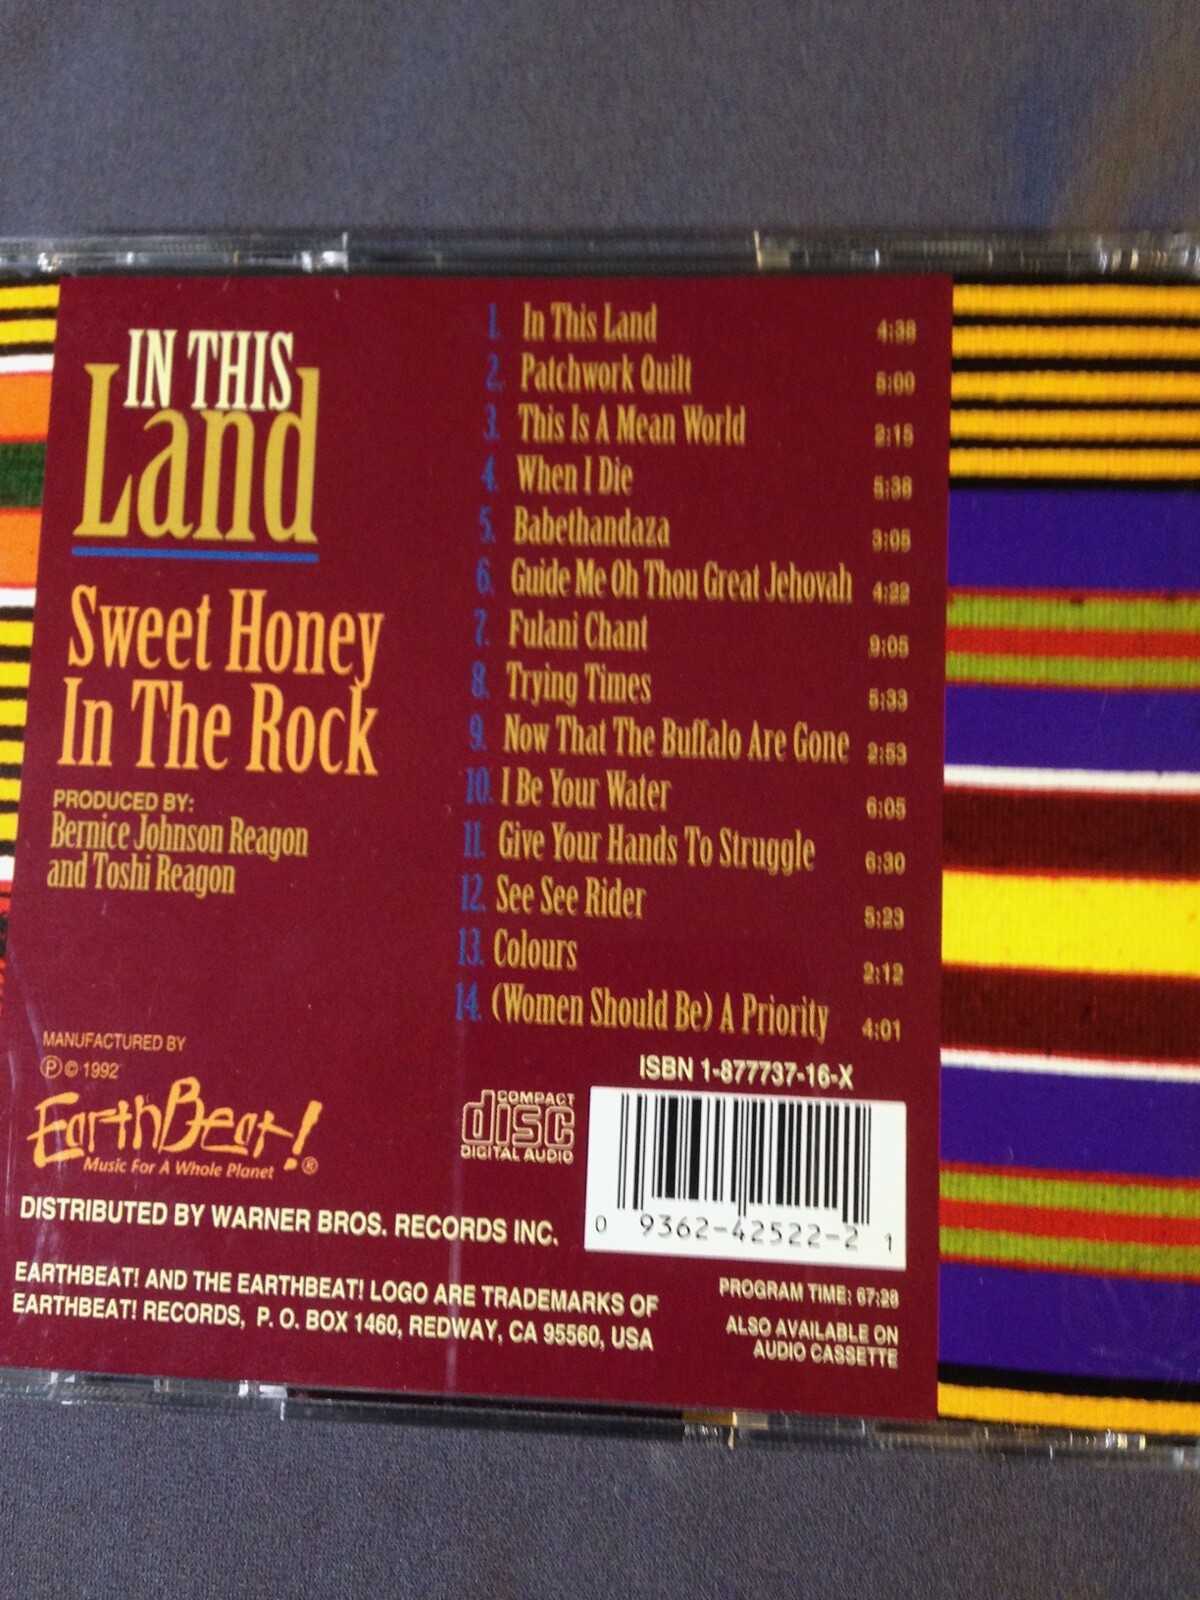 IN THIS
Land
Sweet Honey
In The Rock
PRODUCED BY:
Bernice Johnson Reagon
and Toshi Reagon
1. In This Land 4:38
2. Patchwork Quilt 5:00
3. This Is A Mean World 2:15
4. When I Die 5:38
5. Babethandaza 3:05
6. Guide Me Oh Thou Great Jehovah 4:22
7. Fulani Chant 9:05
8. Trying Times 5:33
9. Now That The Buffalo Are Gone 2:53
10. I Be Your Water 6:05
11. Give Your Hands To Struggle 6:30
12. See See Rider 5:23
13. Colours 2:12
14. (Women Should Be) A Priority 4:01
MANUFACTURED BY
℗ © 1992
EarthBeat!
Music For A Whole Planet ®
COMPACT
disc
DIGITAL AUDIO
ISBN 1-877737-16-X
0 9362-42522-2 1
DISTRIBUTED BY WARNER BROS. RECORDS INC.
EARTHBEAT! AND THE EARTHBEAT! LOGO ARE TRADEMARKS OF
EARTHBEAT! RECORDS, P. O. BOX 1460, REDWAY, CA 95560, USA
PROGRAM TIME: 67:28
ALSO AVAILABLE ON
AUDIO CASSETTE